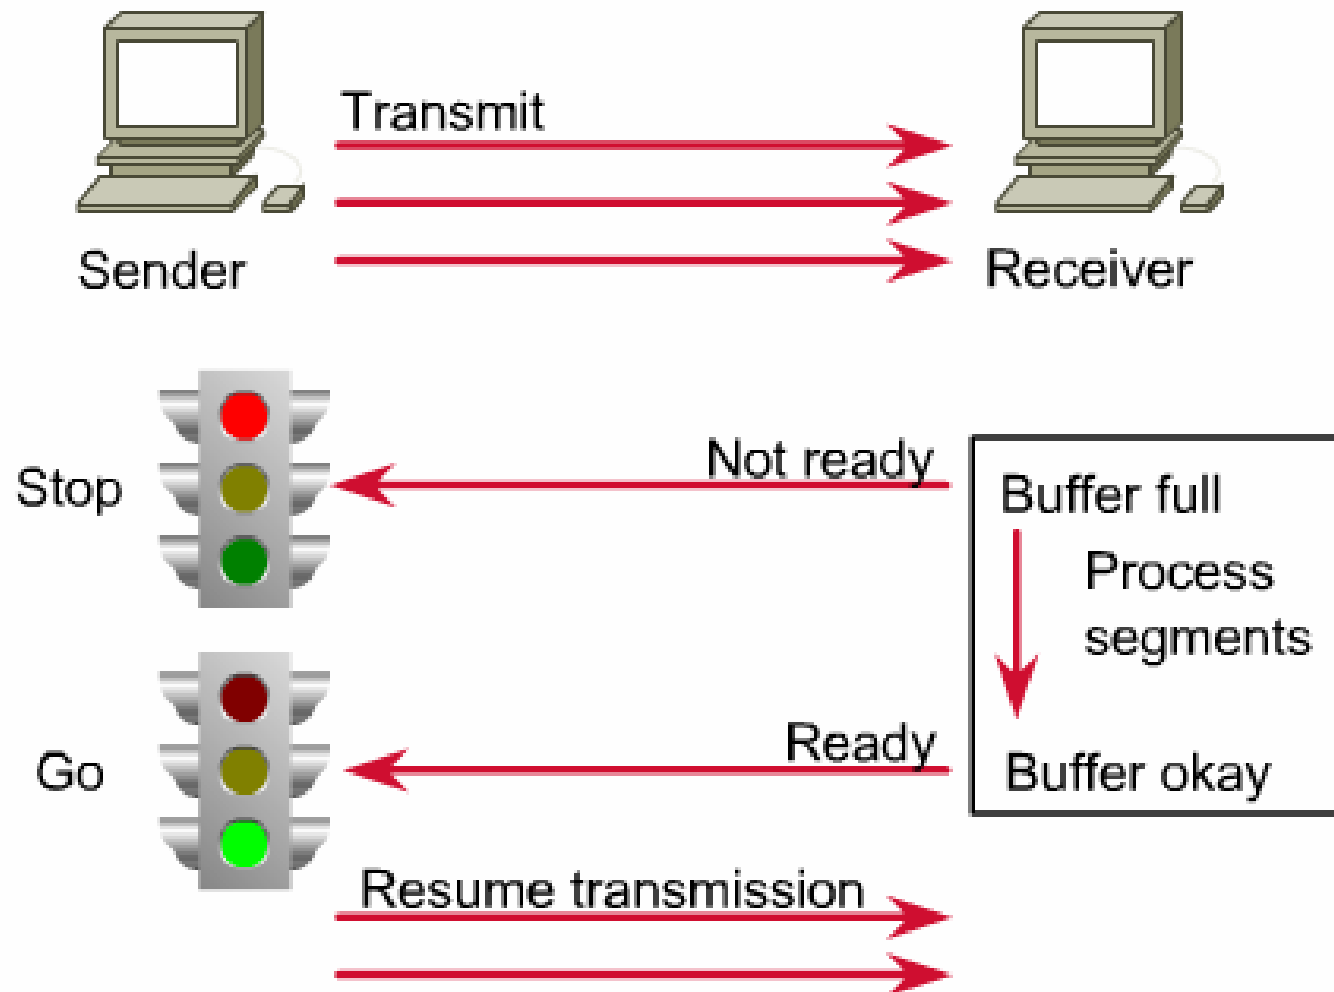 Transmit
Sender
Receiver
Not ready
Stop
Buffer full
Process
segments
Ready
Go
Buffer okay
Resume transmission